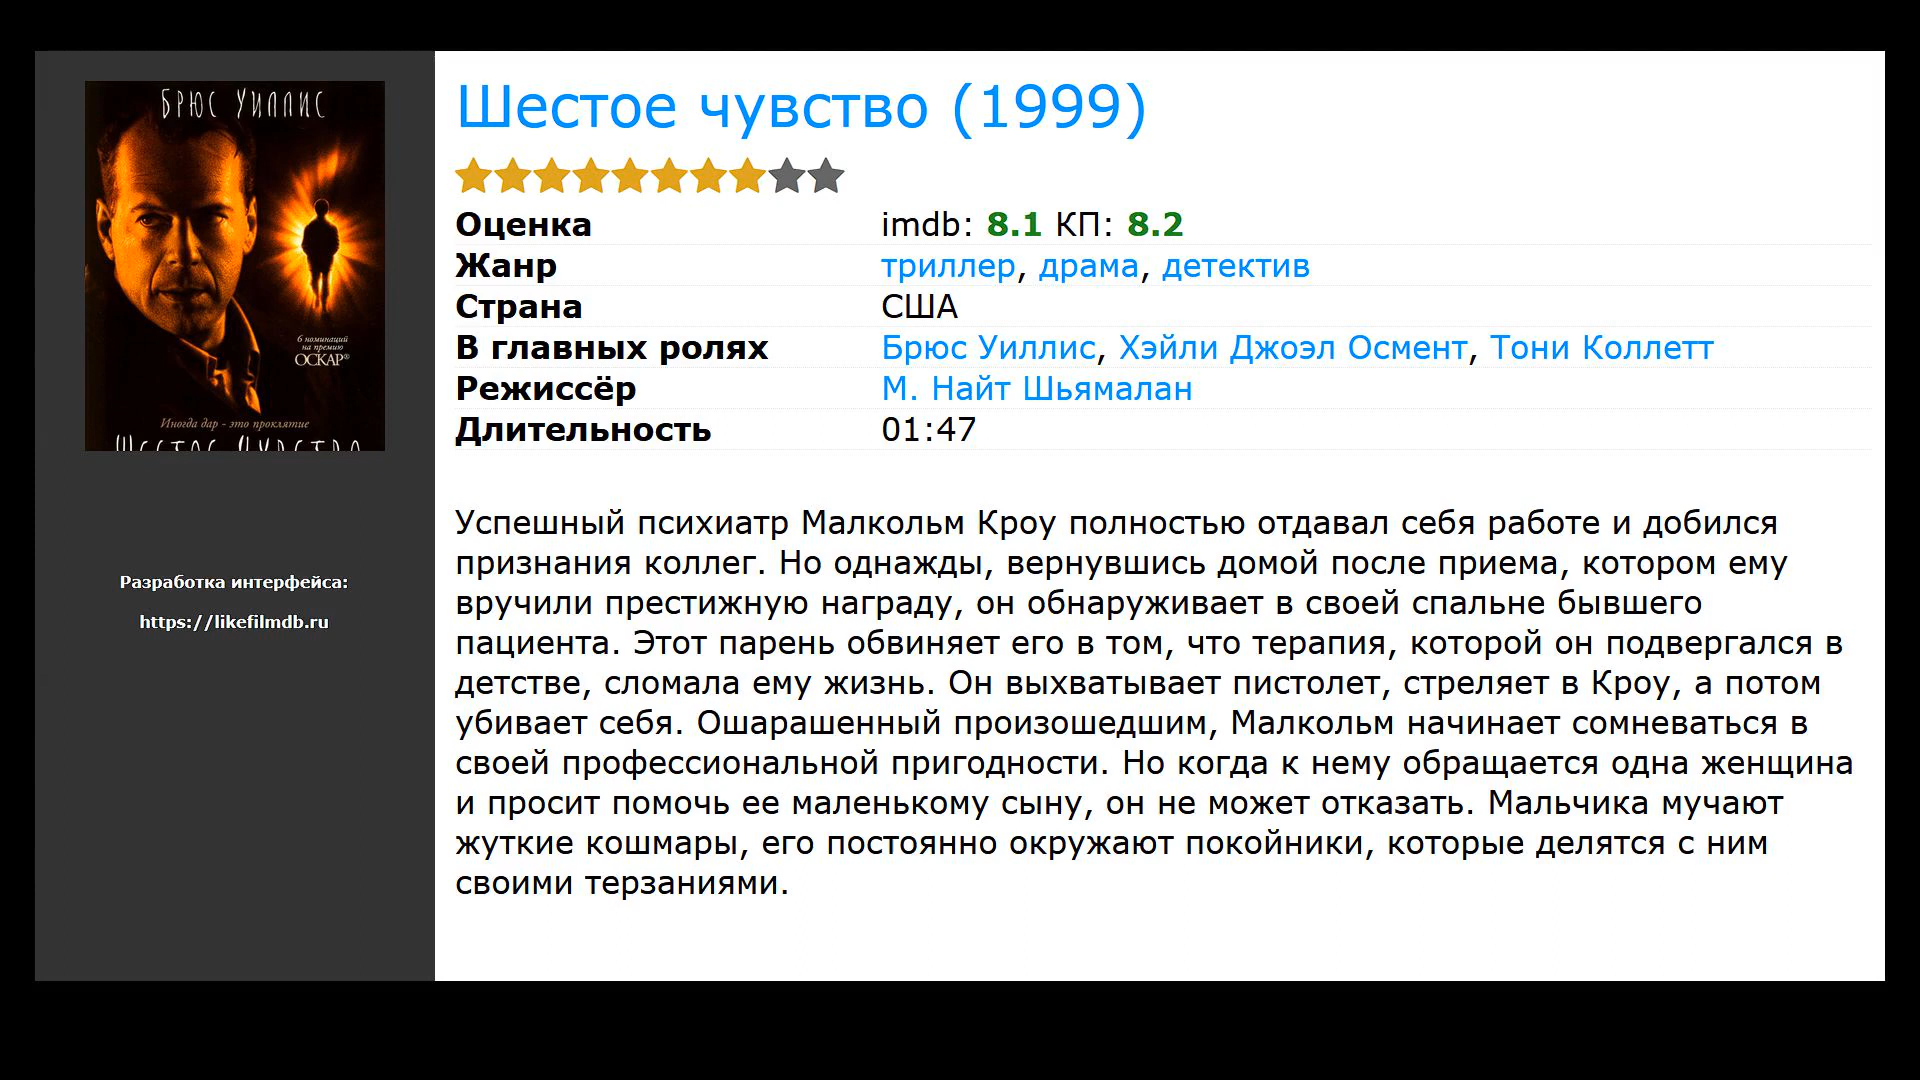 БРЮС УИЛЛИС
6 номинаций
на премию
ОСКАР®
Иногда дар - это проклятие
Шестое Чувство
Разработка интерфейса:
https://likefilmdb.ru
Шестое чувство (1999)
Оценка imdb: 8.1 КП: 8.2
Жанр триллер, драма, детектив
Страна США
В главных ролях Брюс Уиллис, Хэйли Джоэл Осмент, Тони Коллетт
Режиссёр М. Найт Шьямалан
Длительность 01:47
Успешный психиатр Малкольм Кроу полностью отдавал себя работе и добился
признания коллег. Но однажды, вернувшись домой после приема, котором ему
вручили престижную награду, он обнаруживает в своей спальне бывшего
пациента. Этот парень обвиняет его в том, что терапия, которой он подвергался в
детстве, сломала ему жизнь. Он выхватывает пистолет, стреляет в Кроу, а потом
убивает себя. Ошарашенный произошедшим, Малкольм начинает сомневаться в
своей профессиональной пригодности. Но когда к нему обращается одна женщина
и просит помочь ее маленькому сыну, он не может отказать. Мальчика мучают
жуткие кошмары, его постоянно окружают покойники, которые делятся с ним
своими терзаниями.